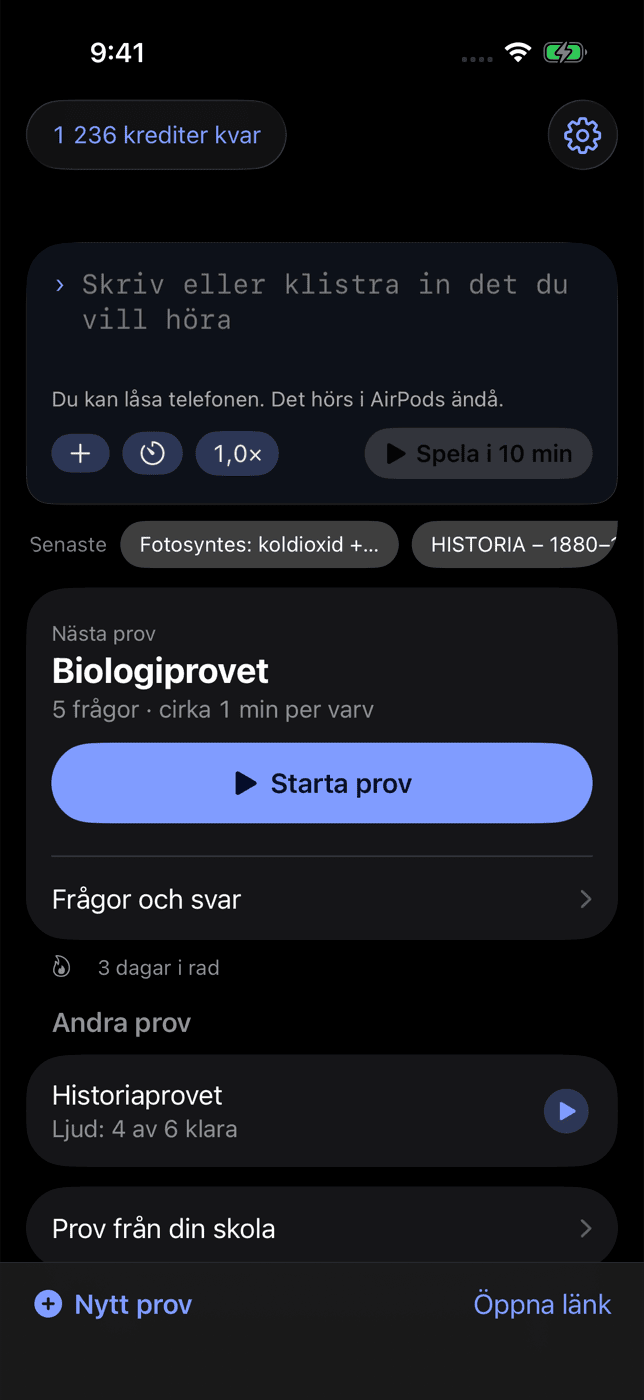 9:41
1 236 krediter kvar
› Skriv eller klistra in det du
vill höra
Du kan låsa telefonen. Det hörs i AirPods ändå.
1,0×
Spela i 10 min
Senaste
Fotosyntes: koldioxid +...
HISTORIA – 1880–1
Nästa prov
Biologiprovet
5 frågor · cirka 1 min per varv
Starta prov
Frågor och svar
3 dagar i rad
Andra prov
Historiaprovet
Ljud: 4 av 6 klara
Prov från din skola
Nytt prov
Öppna länk